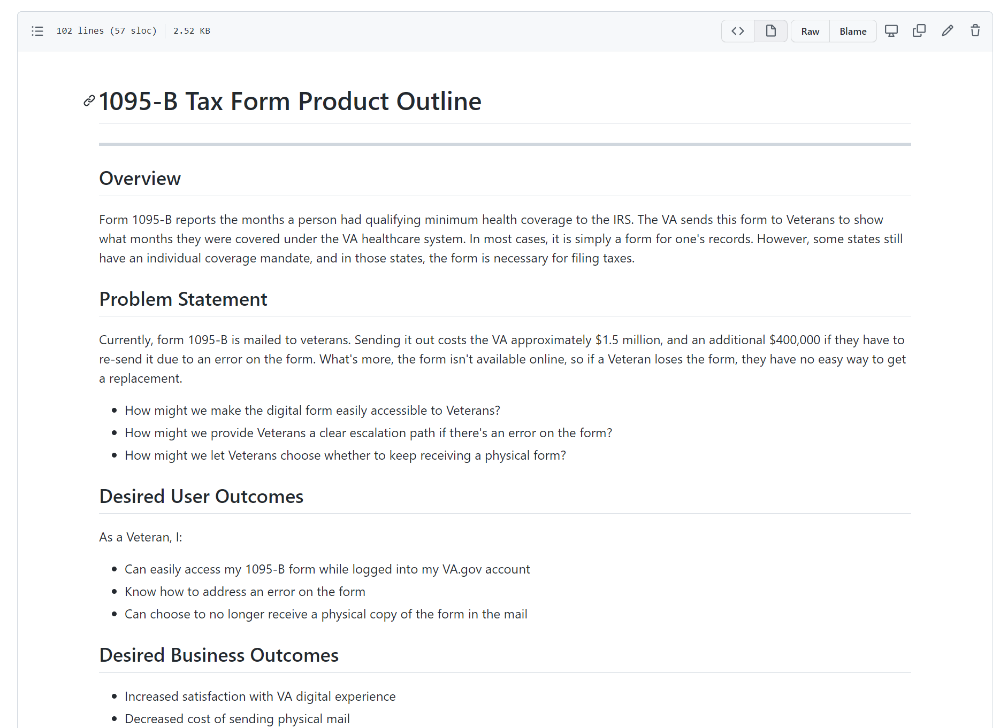 102 lines (57 sloc) 2.52 KB
Raw Blame
1095-B Tax Form Product Outline
Overview
Form 1095-B reports the months a person had qualifying minimum health coverage to the IRS. The VA sends this form to Veterans to show
what months they were covered under the VA healthcare system. In most cases, it is simply a form for one's records. However, some states still
have an individual coverage mandate, and in those states, the form is necessary for filing taxes.
Problem Statement
Currently, form 1095-B is mailed to veterans. Sending it out costs the VA approximately $1.5 million, and an additional $400,000 if they have to
re-send it due to an error on the form. What's more, the form isn't available online, so if a Veteran loses the form, they have no easy way to get
a replacement.
• How might we make the digital form easily accessible to Veterans?
• How might we provide Veterans a clear escalation path if there's an error on the form?
• How might we let Veterans choose whether to keep receiving a physical form?
Desired User Outcomes
As a Veteran, I:
• Can easily access my 1095-B form while logged into my VA.gov account
• Know how to address an error on the form
• Can choose to no longer receive a physical copy of the form in the mail
Desired Business Outcomes
• Increased satisfaction with VA digital experience
• Decreased cost of sending physical mail